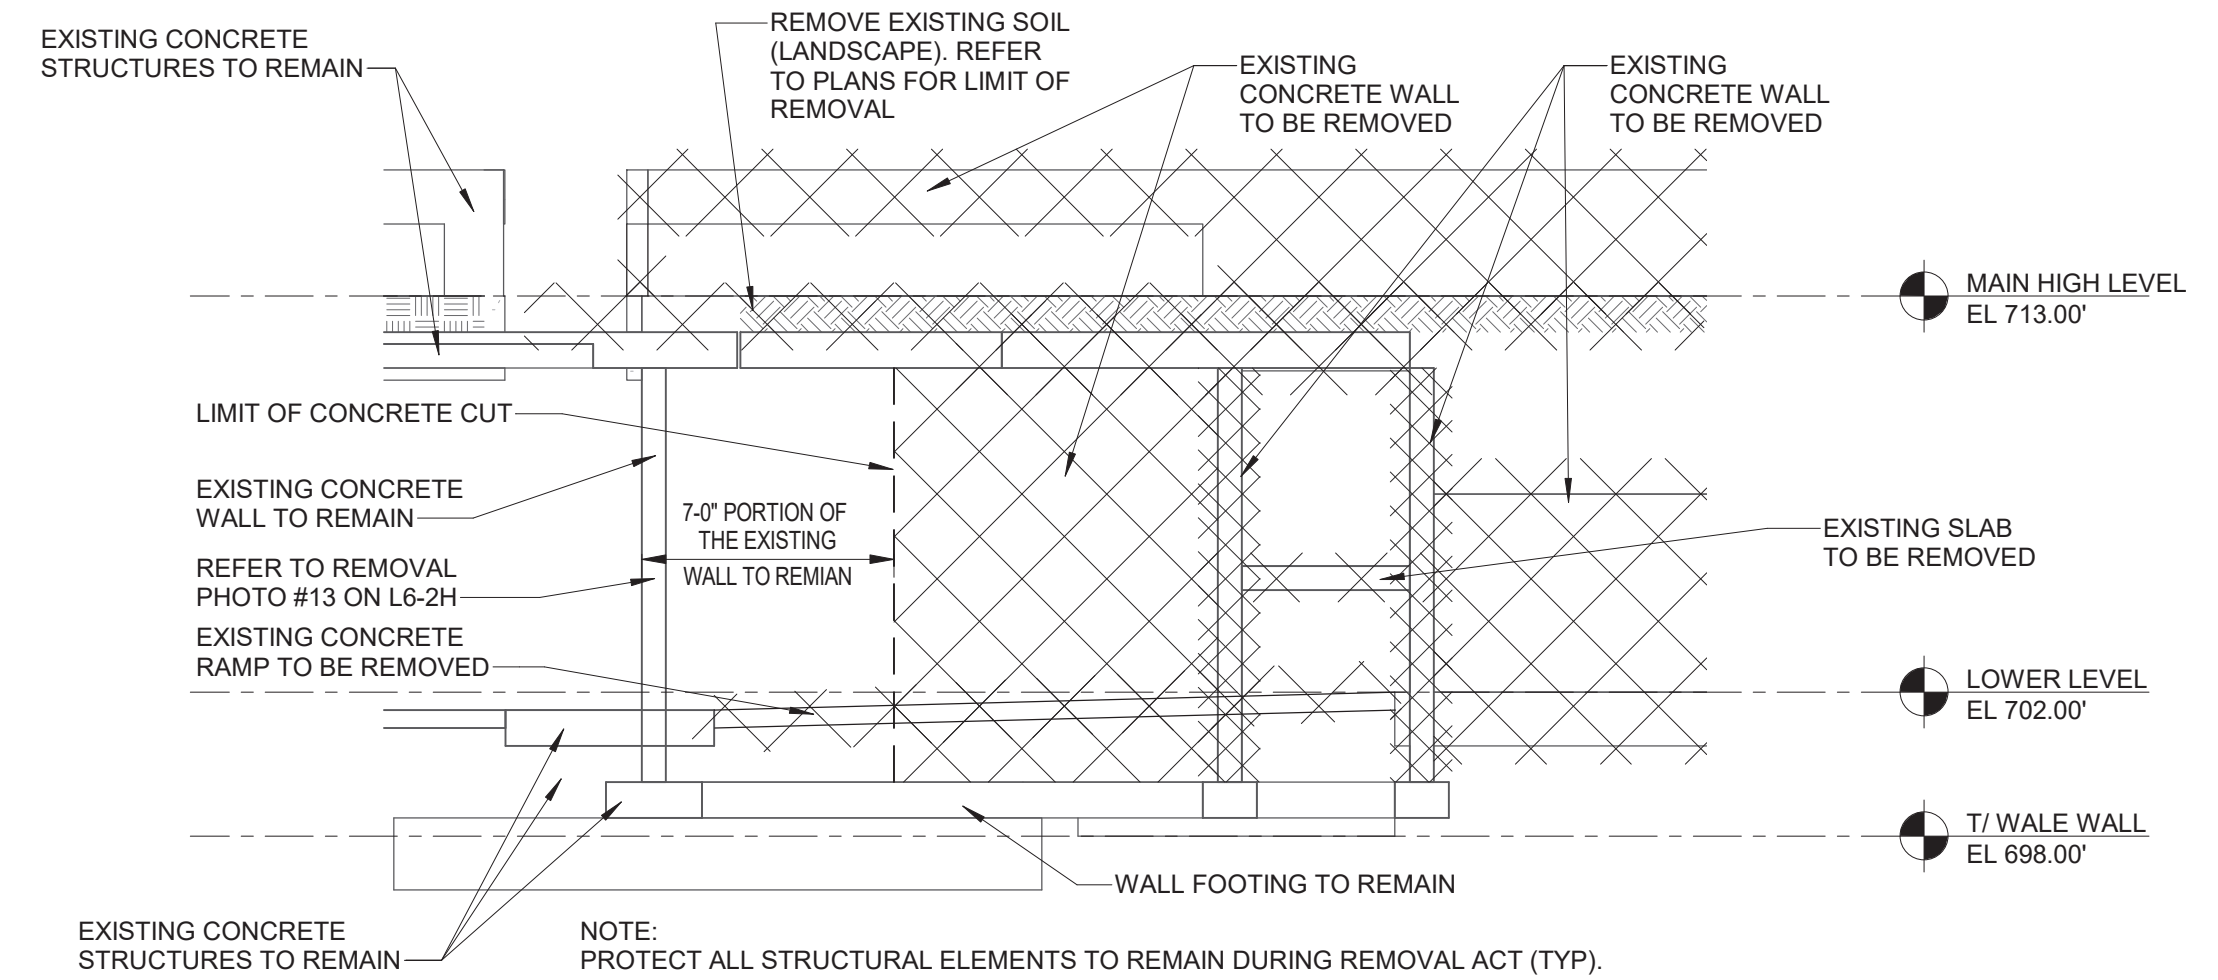 EXISTING CONCRETE
STRUCTURES TO REMAIN
REMOVE EXISTING SOIL
(LANDSCAPE). REFER
TO PLANS FOR LIMIT OF
REMOVAL
EXISTING
CONCRETE WALL
TO BE REMOVED
EXISTING
CONCRETE WALL
TO BE REMOVED
MAIN HIGH LEVEL
EL 713.00'
LIMIT OF CONCRETE CUT
EXISTING CONCRETE
WALL TO REMAIN
7-0" PORTION OF
THE EXISTING
WALL TO REMIAN
EXISTING SLAB
TO BE REMOVED
REFER TO REMOVAL
PHOTO #13 ON L6-2H
EXISTING CONCRETE
RAMP TO BE REMOVED
LOWER LEVEL
EL 702.00'
T/ WALE WALL
EL 698.00'
WALL FOOTING TO REMAIN
EXISTING CONCRETE
STRUCTURES TO REMAIN
NOTE:
PROTECT ALL STRUCTURAL ELEMENTS TO REMAIN DURING REMOVAL ACT (TYP).